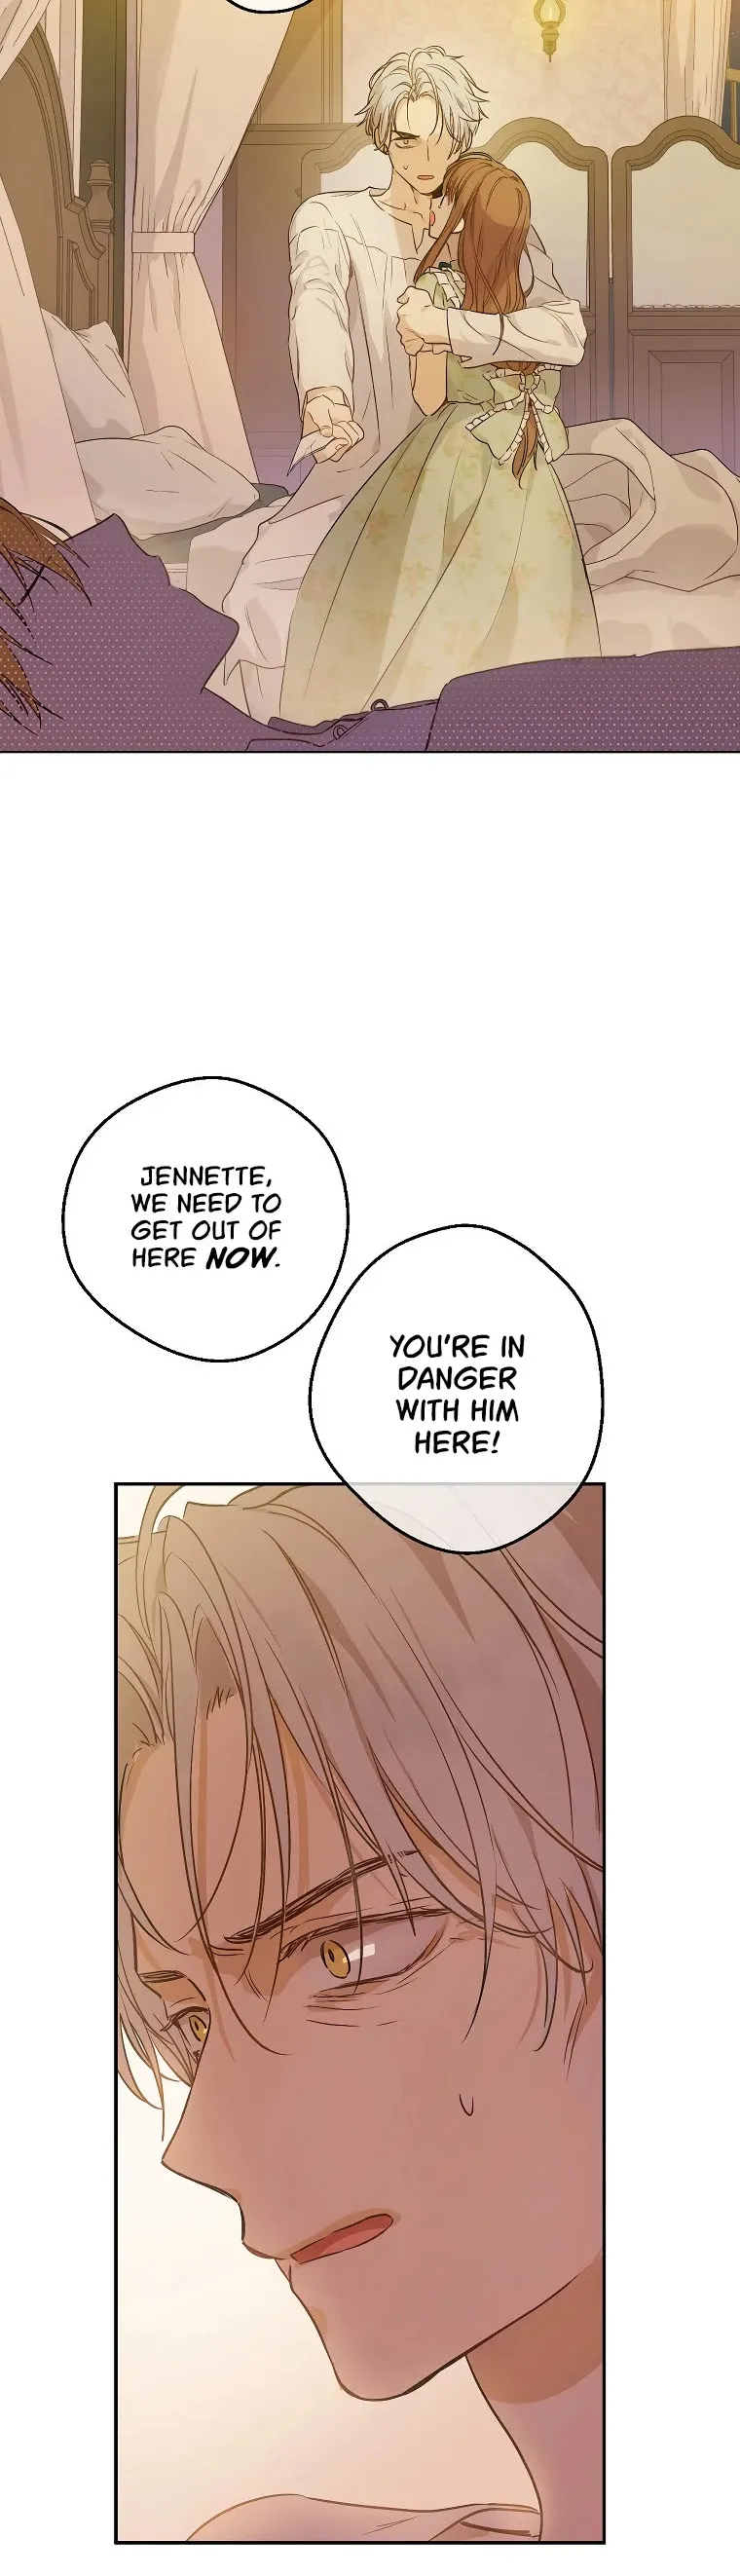 JENNETTE,
WE NEED TO
GET OUT OF
HERE NOW.
YOU'RE IN
DANGER
WITH HIM
HERE!